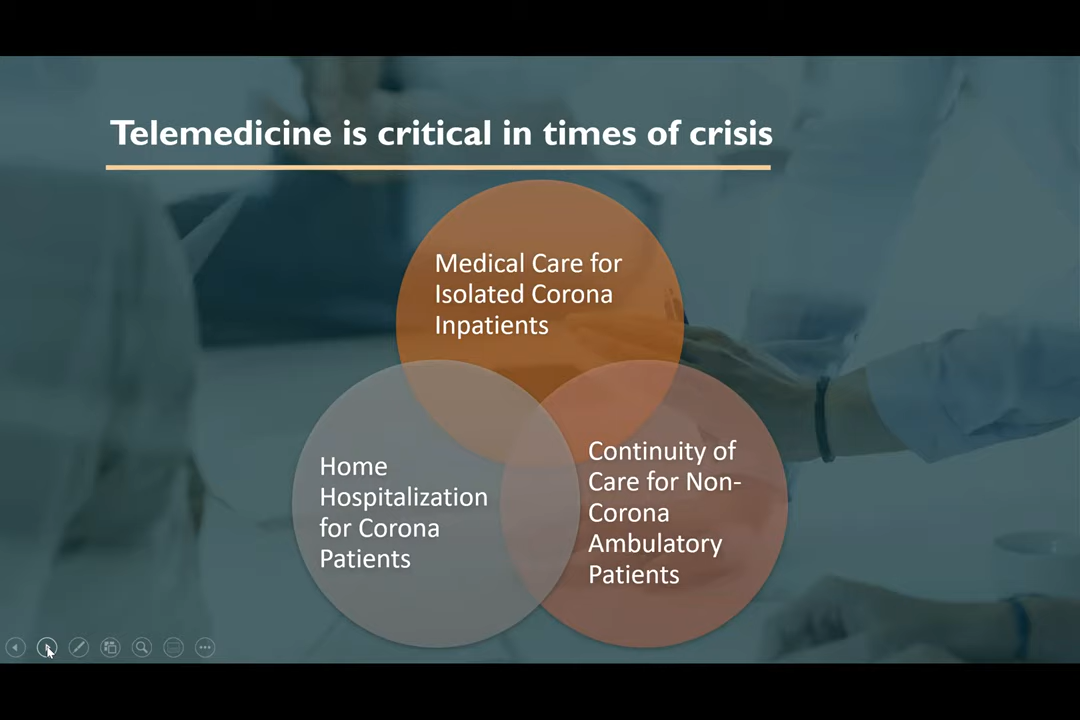 Telemedicine is critical in times of crisis
Medical Care for
Isolated Corona
Inpatients
Home
Hospitalization
for Corona
Patients
Continuity of
Care for Non-
Corona
Ambulatory
Patients